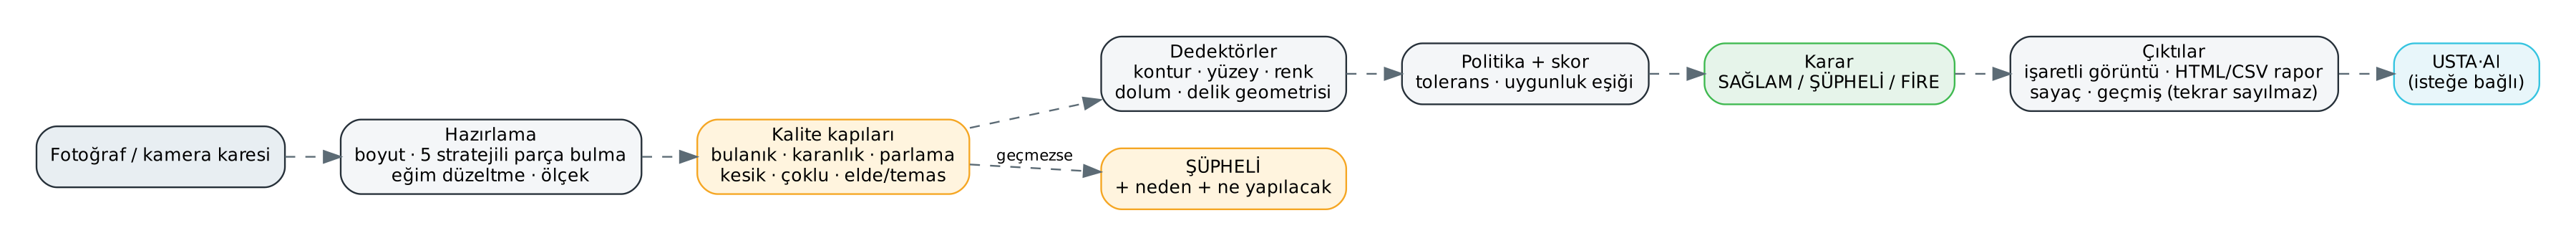 Fotoğraf / kamera karesi
Hazırlama
boyut · 5 stratejili parça bulma
eğim düzeltme · ölçek
Kalite kapıları
bulanık · karanlık · parlama
kesik · çoklu · elde/temas
geçmezse
Dedektörler
kontur · yüzey · renk
dolum · delik geometrisi
ŞÜPHELİ
+ neden + ne yapılacak
Politika + skor
tolerans · uygunluk eşiği
Karar
SAĞLAM / ŞÜPHELİ / FİRE
Çıktılar
işaretli görüntü · HTML/CSV rapor
sayaç · geçmiş (tekrar sayılmaz)
USTA·AI
(isteğe bağlı)